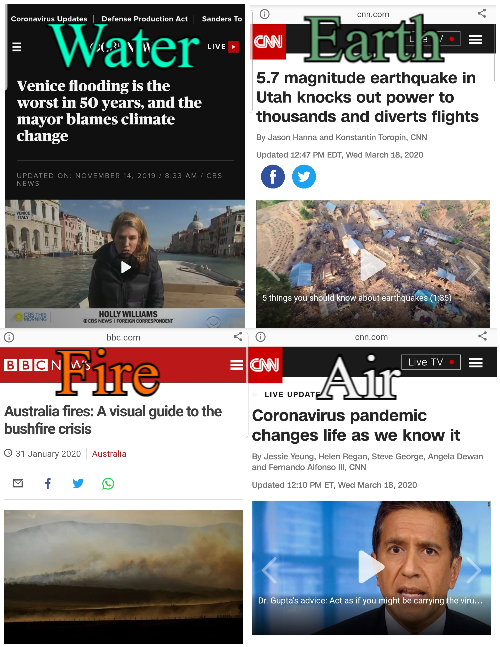 Coronavirus Updates
Defense Production Act
Sanders To
Water
LIVE
Venice flooding is the
worst in 50 years, and the
mayor blames climate
change
UPDATED ON: NOVEMBER 14, 2019 / 8:33 AM / CBS
NEWS
VENICE
ITALY
CBS THIS
MORNING
HOLLY WILLIAMS
CBS NEWS FOREIGN CORRESPONDENT
cnn.com
CNN
Earth
5.7 magnitude earthquake in
Utah knocks out power to
thousands and diverts flights
By Jason Hanna and Konstantin Toropin, CNN
Updated 12:47 PM EDT, Wed March 18, 2020
5 things you should know about earthquakes (1:35)
bbc.com
BBC NEWS
Fire
Australia fires: A visual guide to the
bushfire crisis
31 January 2020 | Australia
cnn.com
CNN
Air
Live TV
LIVE UPDATES
Coronavirus pandemic
changes life as we know it
By Jessie Yeung, Helen Regan, Steve George, Angela Dewan
and Fernando Alfonso III, CNN
Updated 12:10 PM ET, Wed March 18, 2020
Dr. Gupta's advice: Act as if you might be carrying the viru...